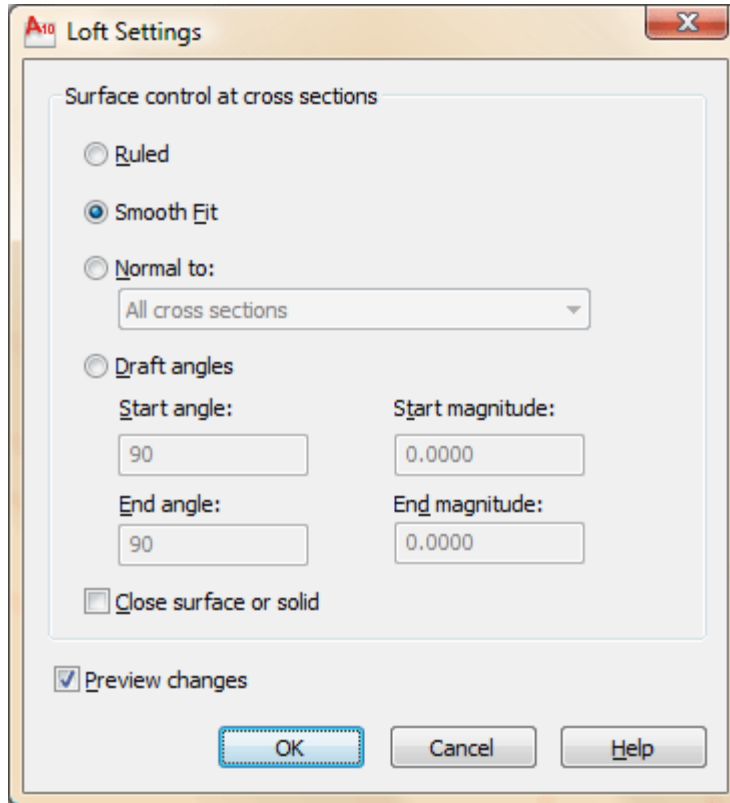 A10 Loft Settings
Surface control at cross sections
Ruled
Smooth Fit
Normal to:
All cross sections
Draft angles
Start angle: Start magnitude:
90 0.0000
End angle: End magnitude:
90 0.0000
Close surface or solid
Preview changes
OK Cancel Help